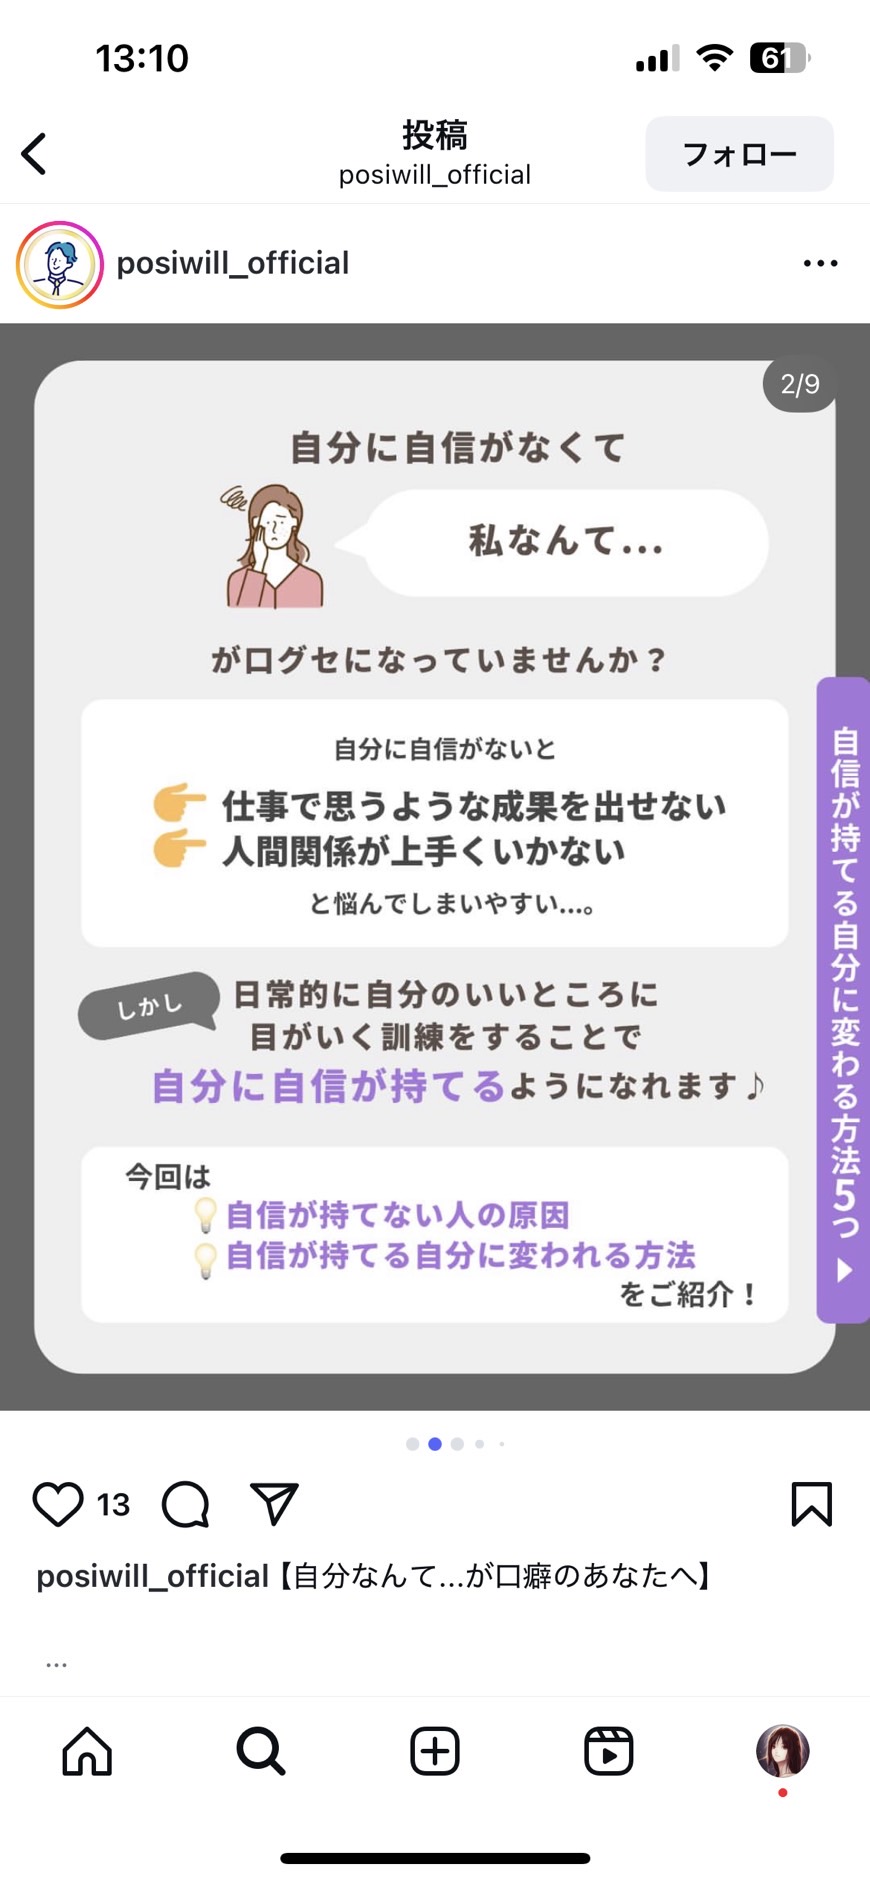 13:10
61
投稿
posiwill_official
フォロー
posiwill_official
2/9
自分に自信がなくて
私なんて...
が口グセになっていませんか？
自分に自信がないと
👉 仕事で思うような成果を出せない
👉 人間関係が上手くいかない
と悩んでしまいやすい...。
しかし
日常的に自分のいいところに
目がいく訓練をすることで
自分に自信が持てるようになれます♪
今回は
💡自信が持てない人の原因
💡自信が持てる自分に変われる方法
をご紹介！
自信が持てる自分に変わる方法5つ
13
posiwill_official【自分なんて...が口癖のあなたへ】
...